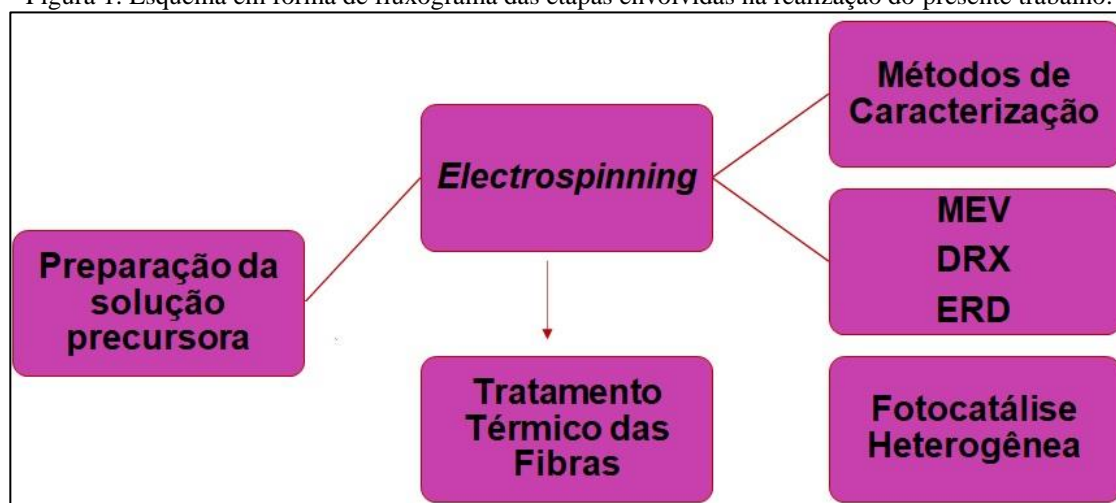 Figura 1. Esquema em forma de fluxograma das etapas envolvidas na realização do presente trabalho.
Preparação da
solução
precursora
Electrospinning
Tratamento
Térmico das
Fibras
Métodos de
Caracterização
MEV
DRX
ERD
Fotocatálise
Heterogênea